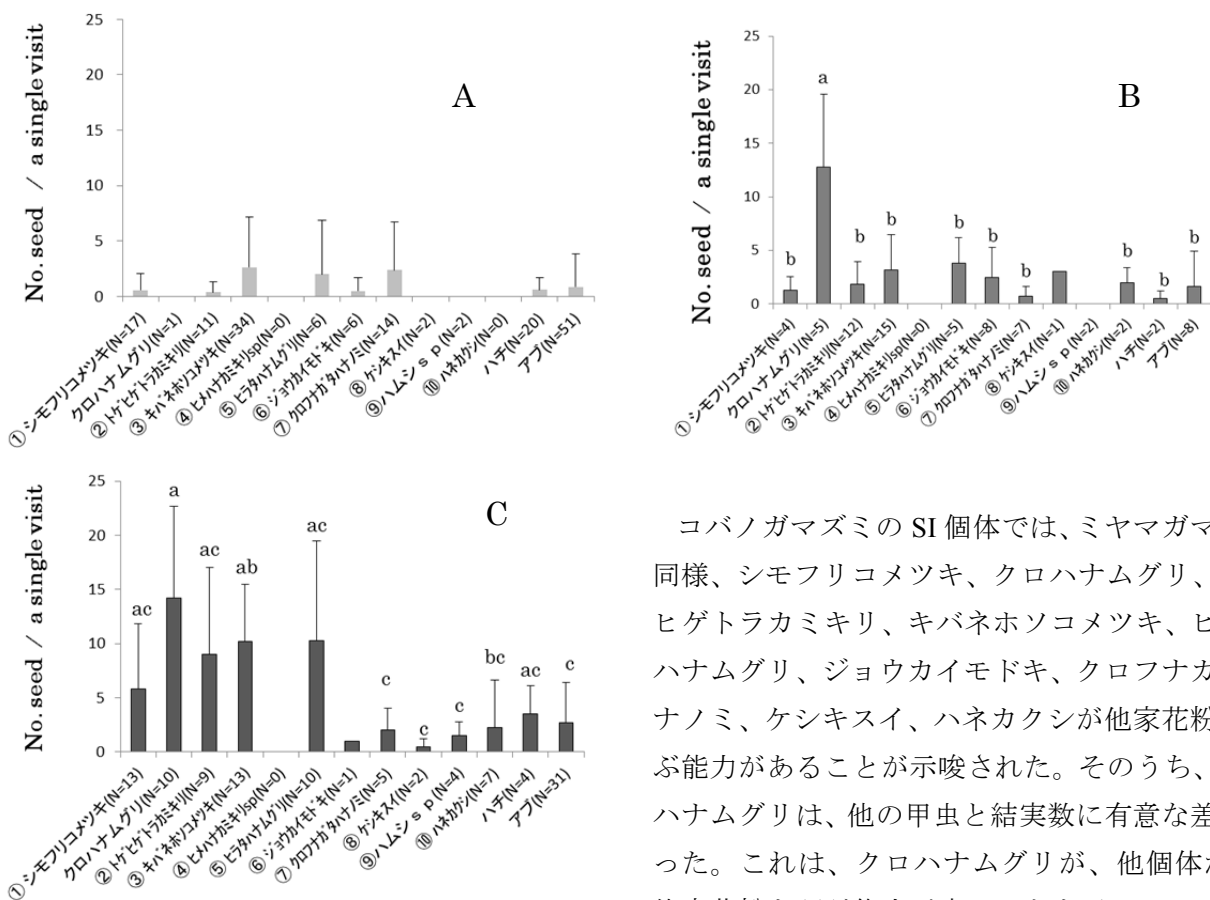 25
20
15
10
5
0
No. seed / a single visit
A
①シモフリコメツキ(N=17)
クロハナムグリ(N=1)
②トゲヒゲトラカミキリ(N=11)
③キバネホソコメツキ(N=34)
④ヒメハナカミキリsp(N=0)
⑤ヒラタハナムグリ(N=6)
⑥ジョウカイモドキ(N=6)
⑦クロフナガタハナノミ(N=14)
⑧ケシキスイ(N=2)
⑨ハムシｓｐ(N=2)
⑩ハネカクシ(N=0)
ハチ(N=20)
アブ(N=51)
25
20
15
10
5
0
No. seed / a single visit
B
b a b b b b b b b b
①シモフリコメツキ(N=4)
クロハナムグリ(N=5)
②トゲヒゲトラカミキリ(N=12)
③キバネホソコメツキ(N=15)
④ヒメハナカミキリsp(N=0)
⑤ヒラタハナムグリ(N=5)
⑥ジョウカイモドキ(N=8)
⑦クロフナガタハナノミ(N=7)
⑧ケシキスイ(N=1)
⑨ハムシｓｐ(N=2)
⑩ハネカクシ(N=2)
ハチ(N=2)
アブ(N=8)
25
20
15
10
5
0
No. seed / a single visit
C
ac a ac ab ac c c c bc ac c
①シモフリコメツキ(N=13)
クロハナムグリ(N=10)
②トゲヒゲトラカミキリ(N=9)
③キバネホソコメツキ(N=13)
④ヒメハナカミキリsp(N=0)
⑤ヒラタハナムグリ(N=10)
⑥ジョウカイモドキ(N=1)
⑦クロフナガタハナノミ(N=5)
⑧ケシキスイ(N=2)
⑨ハムシｓｐ(N=4)
⑩ハネカクシ(N=7)
ハチ(N=4)
アブ(N=31)
コバノガマズミの SI 個体では、ミヤマガマ
同様、シモフリコメツキ、クロハナムグリ、
ヒゲトラカミキリ、キバネホソコメツキ、ヒ
ハナムグリ、ジョウカイモドキ、クロフナガ
ナノミ、ケシキスイ、ハネカクシが他家花粉
ぶ能力があることが示唆された。そのうち、
ハナムグリは、他の甲虫と結実数に有意な差
った。これは、クロハナムグリが、他個体